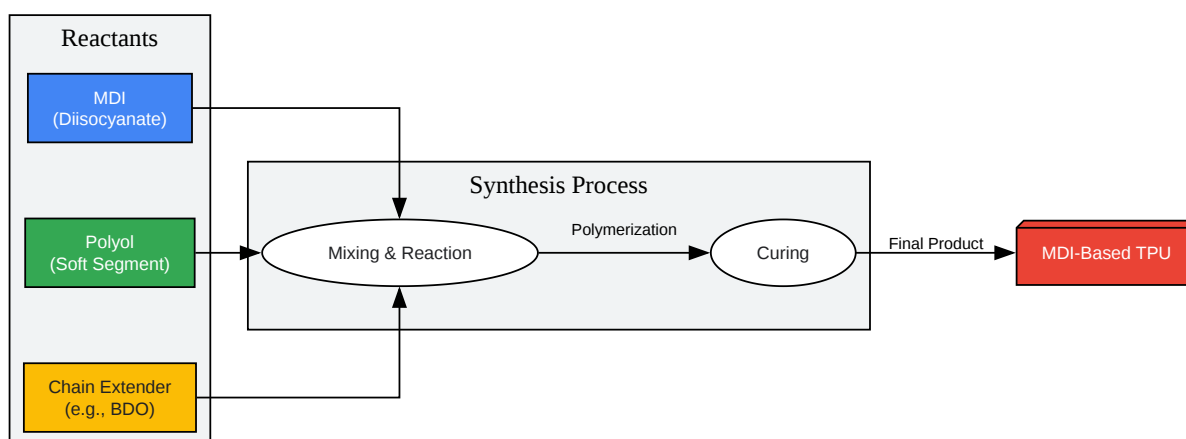 Reactants
MDI
(Diisocyanate)
Polyol
(Soft Segment)
Chain Extender
(e.g., BDO)
Synthesis Process
Mixing & Reaction
Polymerization
Curing
Final Product
MDI-Based TPU